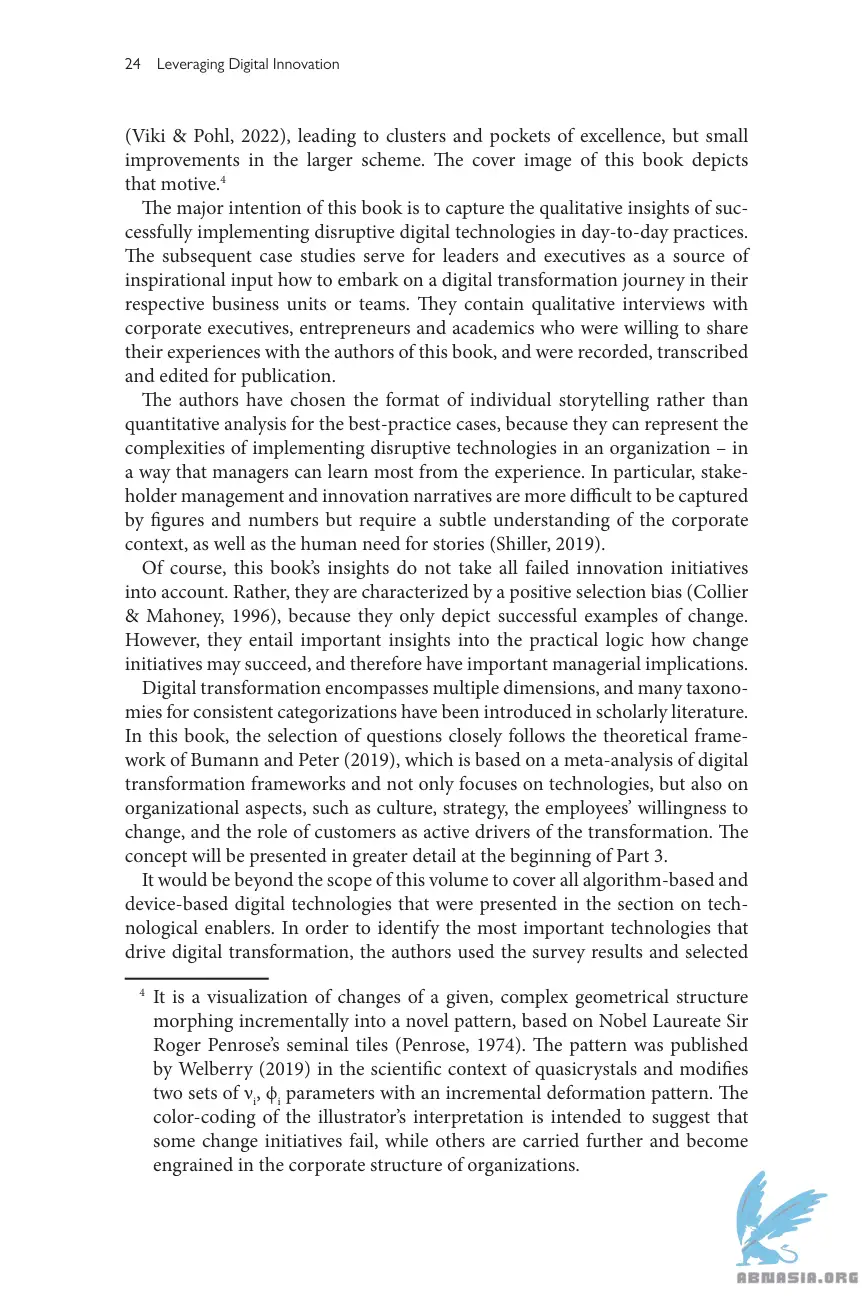 24 Leveraging Digital Innovation
(Viki & Pohl, 2022), leading to clusters and pockets of excellence, but small
improvements in the larger scheme. The cover image of this book depicts
that motive.4
The major intention of this book is to capture the qualitative insights of suc-
cessfully implementing disruptive digital technologies in day-to-day practices.
The subsequent case studies serve for leaders and executives as a source of
inspirational input how to embark on a digital transformation journey in their
respective business units or teams. They contain qualitative interviews with
corporate executives, entrepreneurs and academics who were willing to share
their experiences with the authors of this book, and were recorded, transcribed
and edited for publication.
The authors have chosen the format of individual storytelling rather than
quantitative analysis for the best-practice cases, because they can represent the
complexities of implementing disruptive technologies in an organization – in
a way that managers can learn most from the experience. In particular, stake-
holder management and innovation narratives are more difficult to be captured
by figures and numbers but require a subtle understanding of the corporate
context, as well as the human need for stories (Shiller, 2019).
Of course, this book’s insights do not take all failed innovation initiatives
into account. Rather, they are characterized by a positive selection bias (Collier
& Mahoney, 1996), because they only depict successful examples of change.
However, they entail important insights into the practical logic how change
initiatives may succeed, and therefore have important managerial implications.
Digital transformation encompasses multiple dimensions, and many taxono-
mies for consistent categorizations have been introduced in scholarly literature.
In this book, the selection of questions closely follows the theoretical frame-
work of Bumann and Peter (2019), which is based on a meta-analysis of digital
transformation frameworks and not only focuses on technologies, but also on
organizational aspects, such as culture, strategy, the employees’ willingness to
change, and the role of customers as active drivers of the transformation. The
concept will be presented in greater detail at the beginning of Part 3.
It would be beyond the scope of this volume to cover all algorithm-based and
device-based digital technologies that were presented in the section on tech-
nological enablers. In order to identify the most important technologies that
drive digital transformation, the authors used the survey results and selected
4 It is a visualization of changes of a given, complex geometrical structure
morphing incrementally into a novel pattern, based on Nobel Laureate Sir
Roger Penrose’s seminal tiles (Penrose, 1974). The pattern was published
by Welberry (2019) in the scientific context of quasicrystals and modifies
two sets of νi, ϕi parameters with an incremental deformation pattern. The
color-coding of the illustrator’s interpretation is intended to suggest that
some change initiatives fail, while others are carried further and become
engrained in the corporate structure of organizations.
ABNASIA.ORG